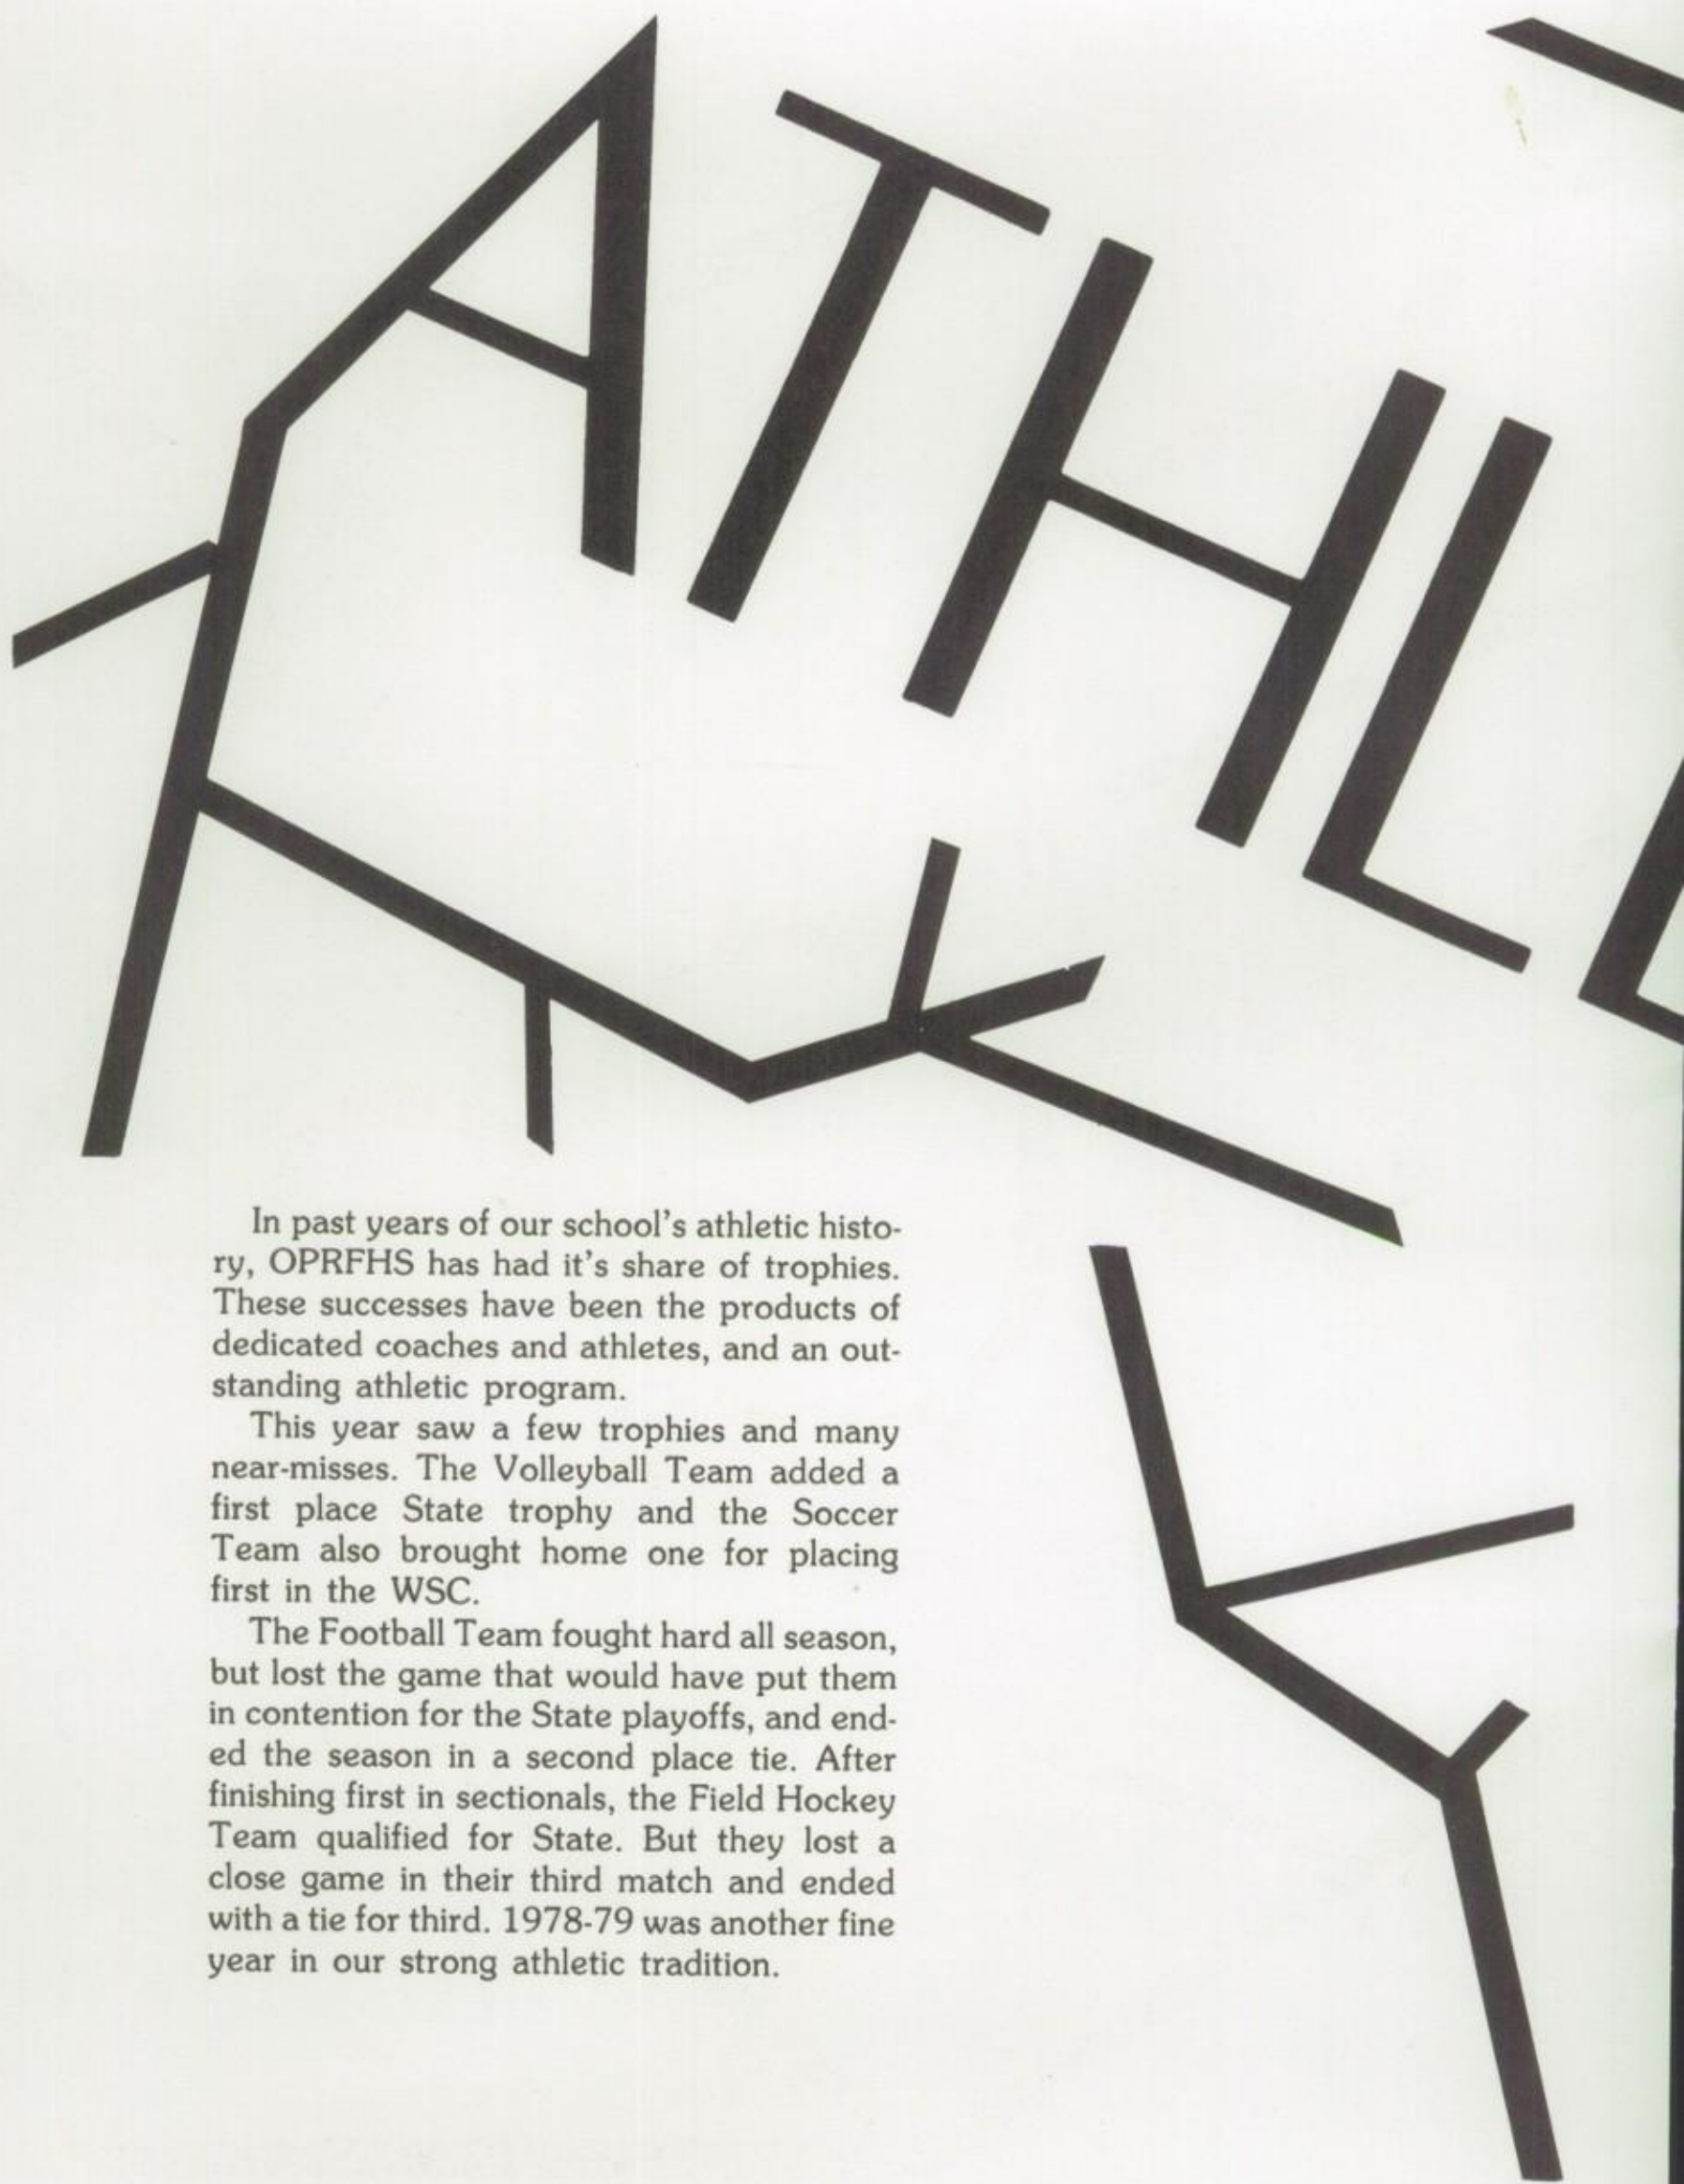 ATHL
In past years of our school's athletic histo-
ry, OPRFHS has had it's share of trophies.
These successes have been the products of
dedicated coaches and athletes, and an out-
standing athletic program.
This year saw a few trophies and many
near-misses. The Volleyball Team added a
first place State trophy and the Soccer
Team also brought home one for placing
first in the WSC.
The Football Team fought hard all season,
but lost the game that would have put them
in contention for the State playoffs, and end-
ed the season in a second place tie. After
finishing first in sectionals, the Field Hockey
Team qualified for State. But they lost a
close game in their third match and ended
with a tie for third. 1978-79 was another fine
year in our strong athletic tradition.